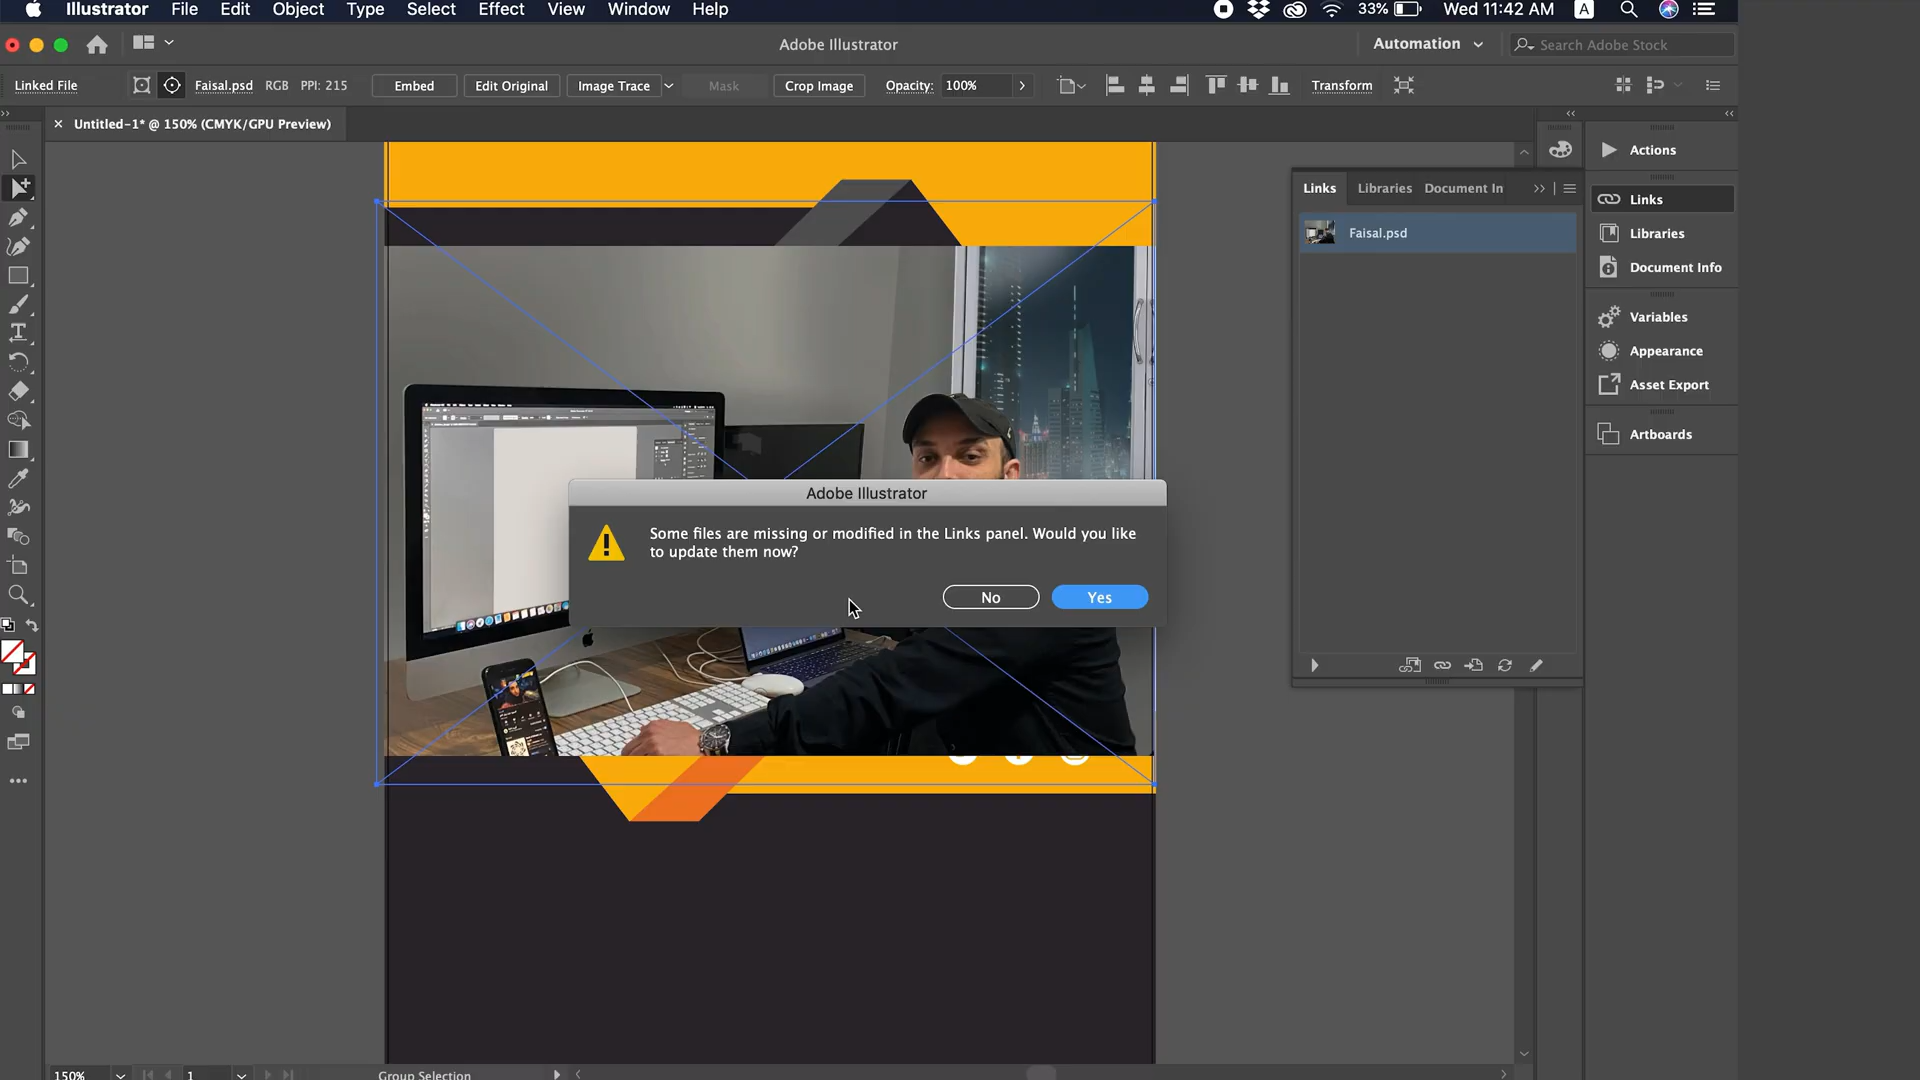 Illustrator File Edit Object Type Select Effect View Window Help 33% Wed 11:42 AM A
Adobe Illustrator Automation Search Adobe Stock
Linked File Faisal.psd RGB PPI: 215 Embed Edit Original Image Trace Mask Crop Image Opacity: 100% Transform
Untitled-1* @ 150% (CMYK/GPU Preview)
Actions
Links Libraries Document In
Links
Faisal.psd
Libraries
Document Info
Variables
Appearance
Asset Export
Artboards
Adobe Illustrator
Some files are missing or modified in the Links panel. Would you like
to update them now?
No Yes
150% 1 Group Selection